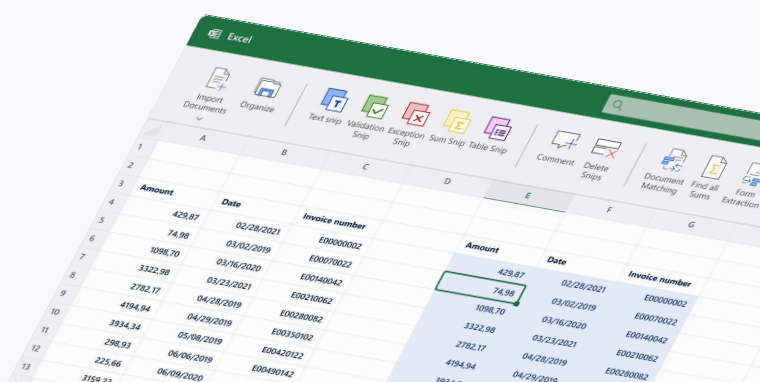 Excel
Import Documents
Organize
Text snip
Validation Snip
Exception Snip
Sum Snip
Table Snip
Comment
Delete Snips
Document Matching
Find all Sums
Form Extraction
A B C D E F G
1
2
3 Amount Date Invoice number Amount Date Invoice number
4 429,87 02/28/2021 E00000002 429,87 02/28/2021 E00000002
5 74,98 03/02/2019 E00070022 74,98 03/02/2019 E00070022
6 1098,70 03/16/2020 E00140042 1098,70 03/16/2020 E00140042
7 3322,98 03/23/2021 E00210062 3322,98 03/23/2021 E00210062
8 2782,17 04/28/2019 E00280082 2782,17 04/28/2019 E00280082
9 4194,94 04/29/2019 E00350102 4194,94 04/29/2019
10 3934,34 05/08/2019 E00420122
11 298,93 06/06/2019 E00490142
12 225,66 06/09/2020
13